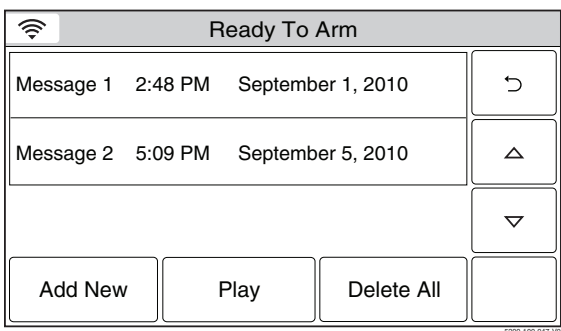 Ready To Arm
Message 1 2:48 PM September 1, 2010
Message 2 5:09 PM September 5, 2010
Add New Play Delete All